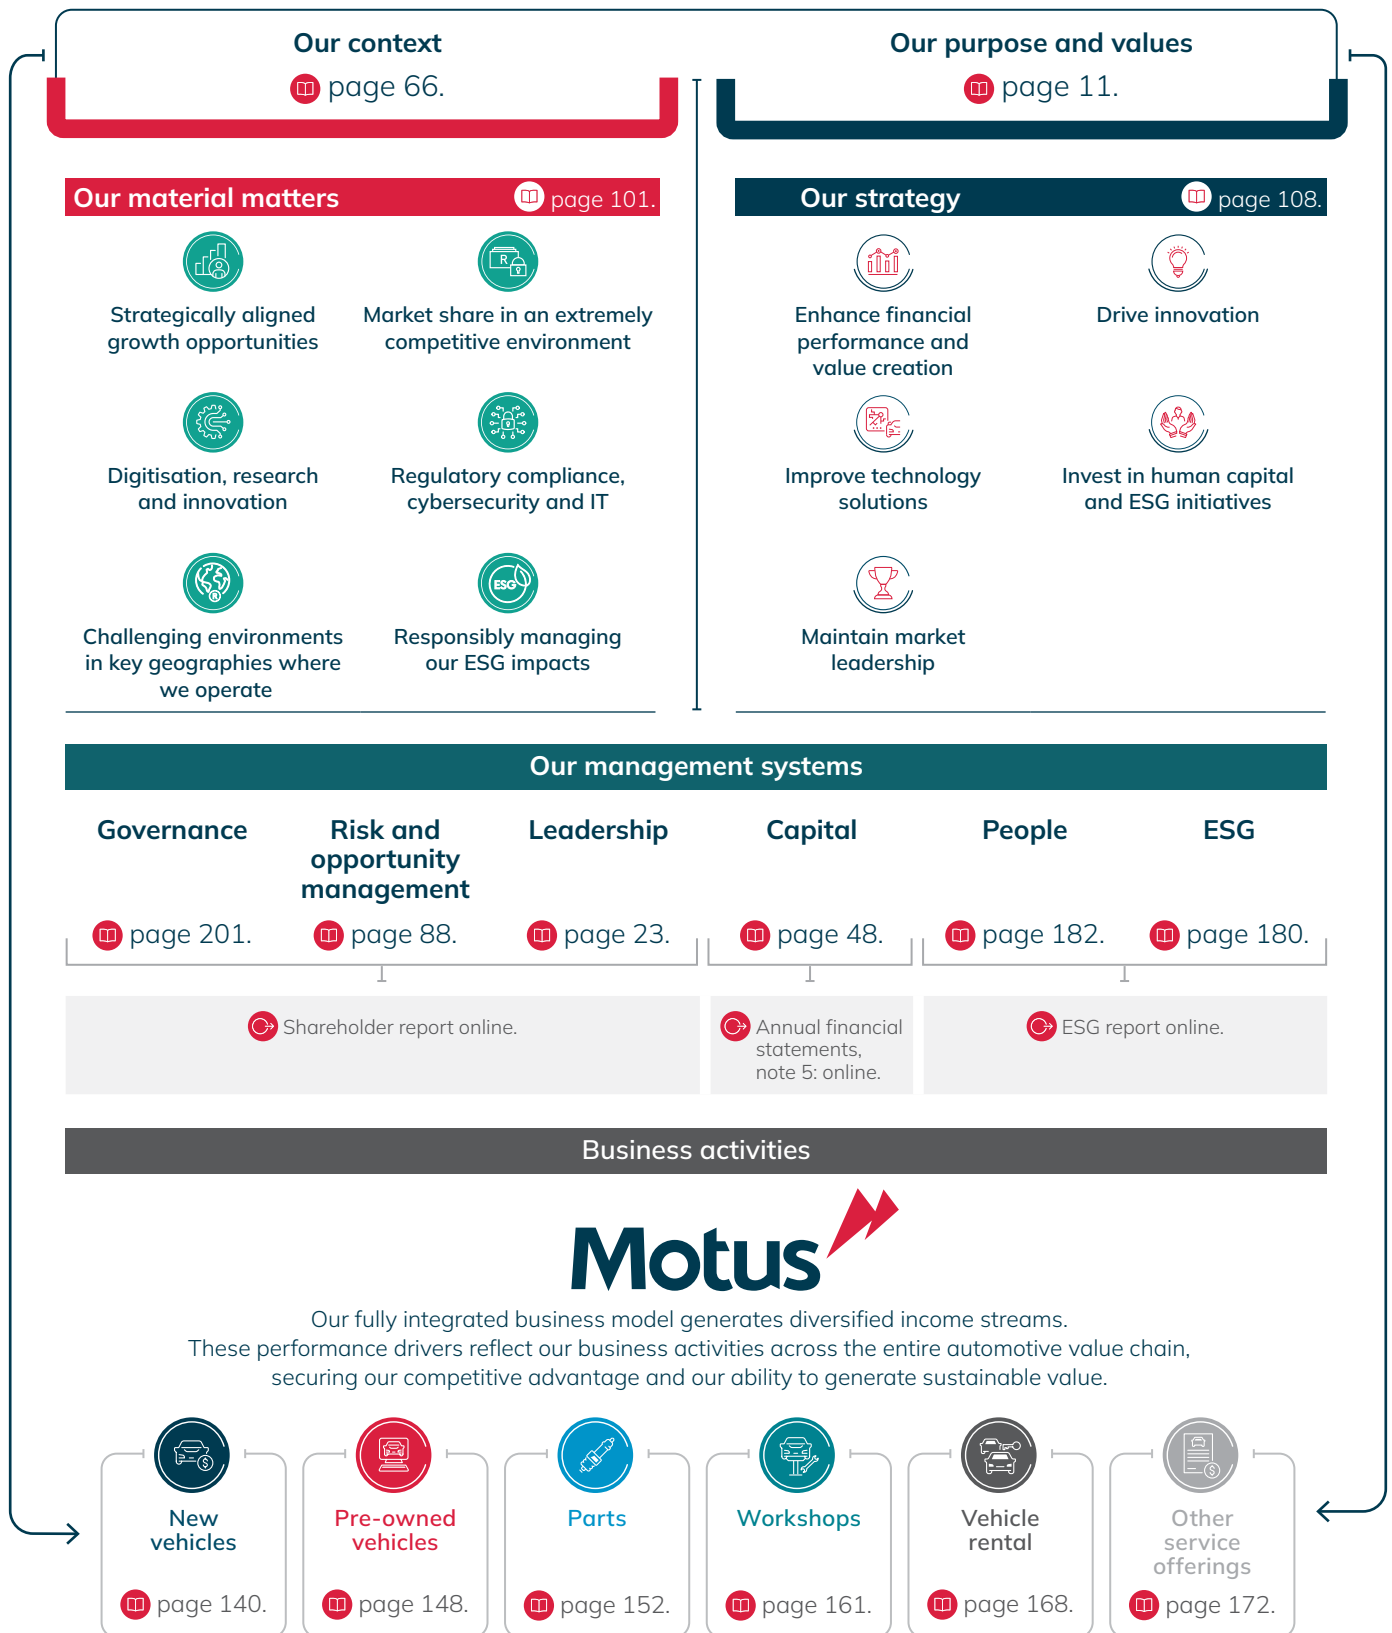 Our context
page 66.
Our purpose and values
page 11.
Our material matters
page 101.
Strategically aligned
growth opportunities
R
Market share in an extremely
competitive environment
Digitisation, research
and innovation
Regulatory compliance,
cybersecurity and IT
R
Challenging environments
in key geographies where
we operate
ESG
Responsibly managing
our ESG impacts
Our strategy
page 108.
Enhance financial
performance and
value creation
Drive innovation
Improve technology
solutions
Invest in human capital
and ESG initiatives
Maintain market
leadership
Our management systems
Governance
page 201.
Risk and
opportunity
management
page 88.
Leadership
page 23.
Capital
page 48.
People
page 182.
ESG
page 180.
Shareholder report online.
Annual financial
statements,
note 5: online.
ESG report online.
Business activities
Motus
Our fully integrated business model generates diversified income streams.
These performance drivers reflect our business activities across the entire automotive value chain,
securing our competitive advantage and our ability to generate sustainable value.
$
New
vehicles
page 140.
Pre-owned
vehicles
page 148.
Parts
page 152.
Workshops
page 161.
Vehicle
rental
page 168.
$
Other
service
offerings
page 172.